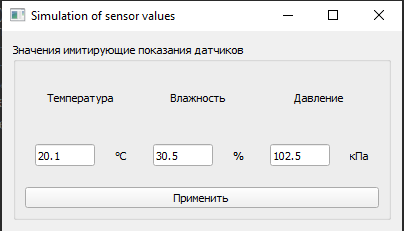 Simulation of sensor values
Значения имитирующие показания датчиков
Температура Влажность Давление
20.1 °C 30.5 % 102.5 кПа
Применить